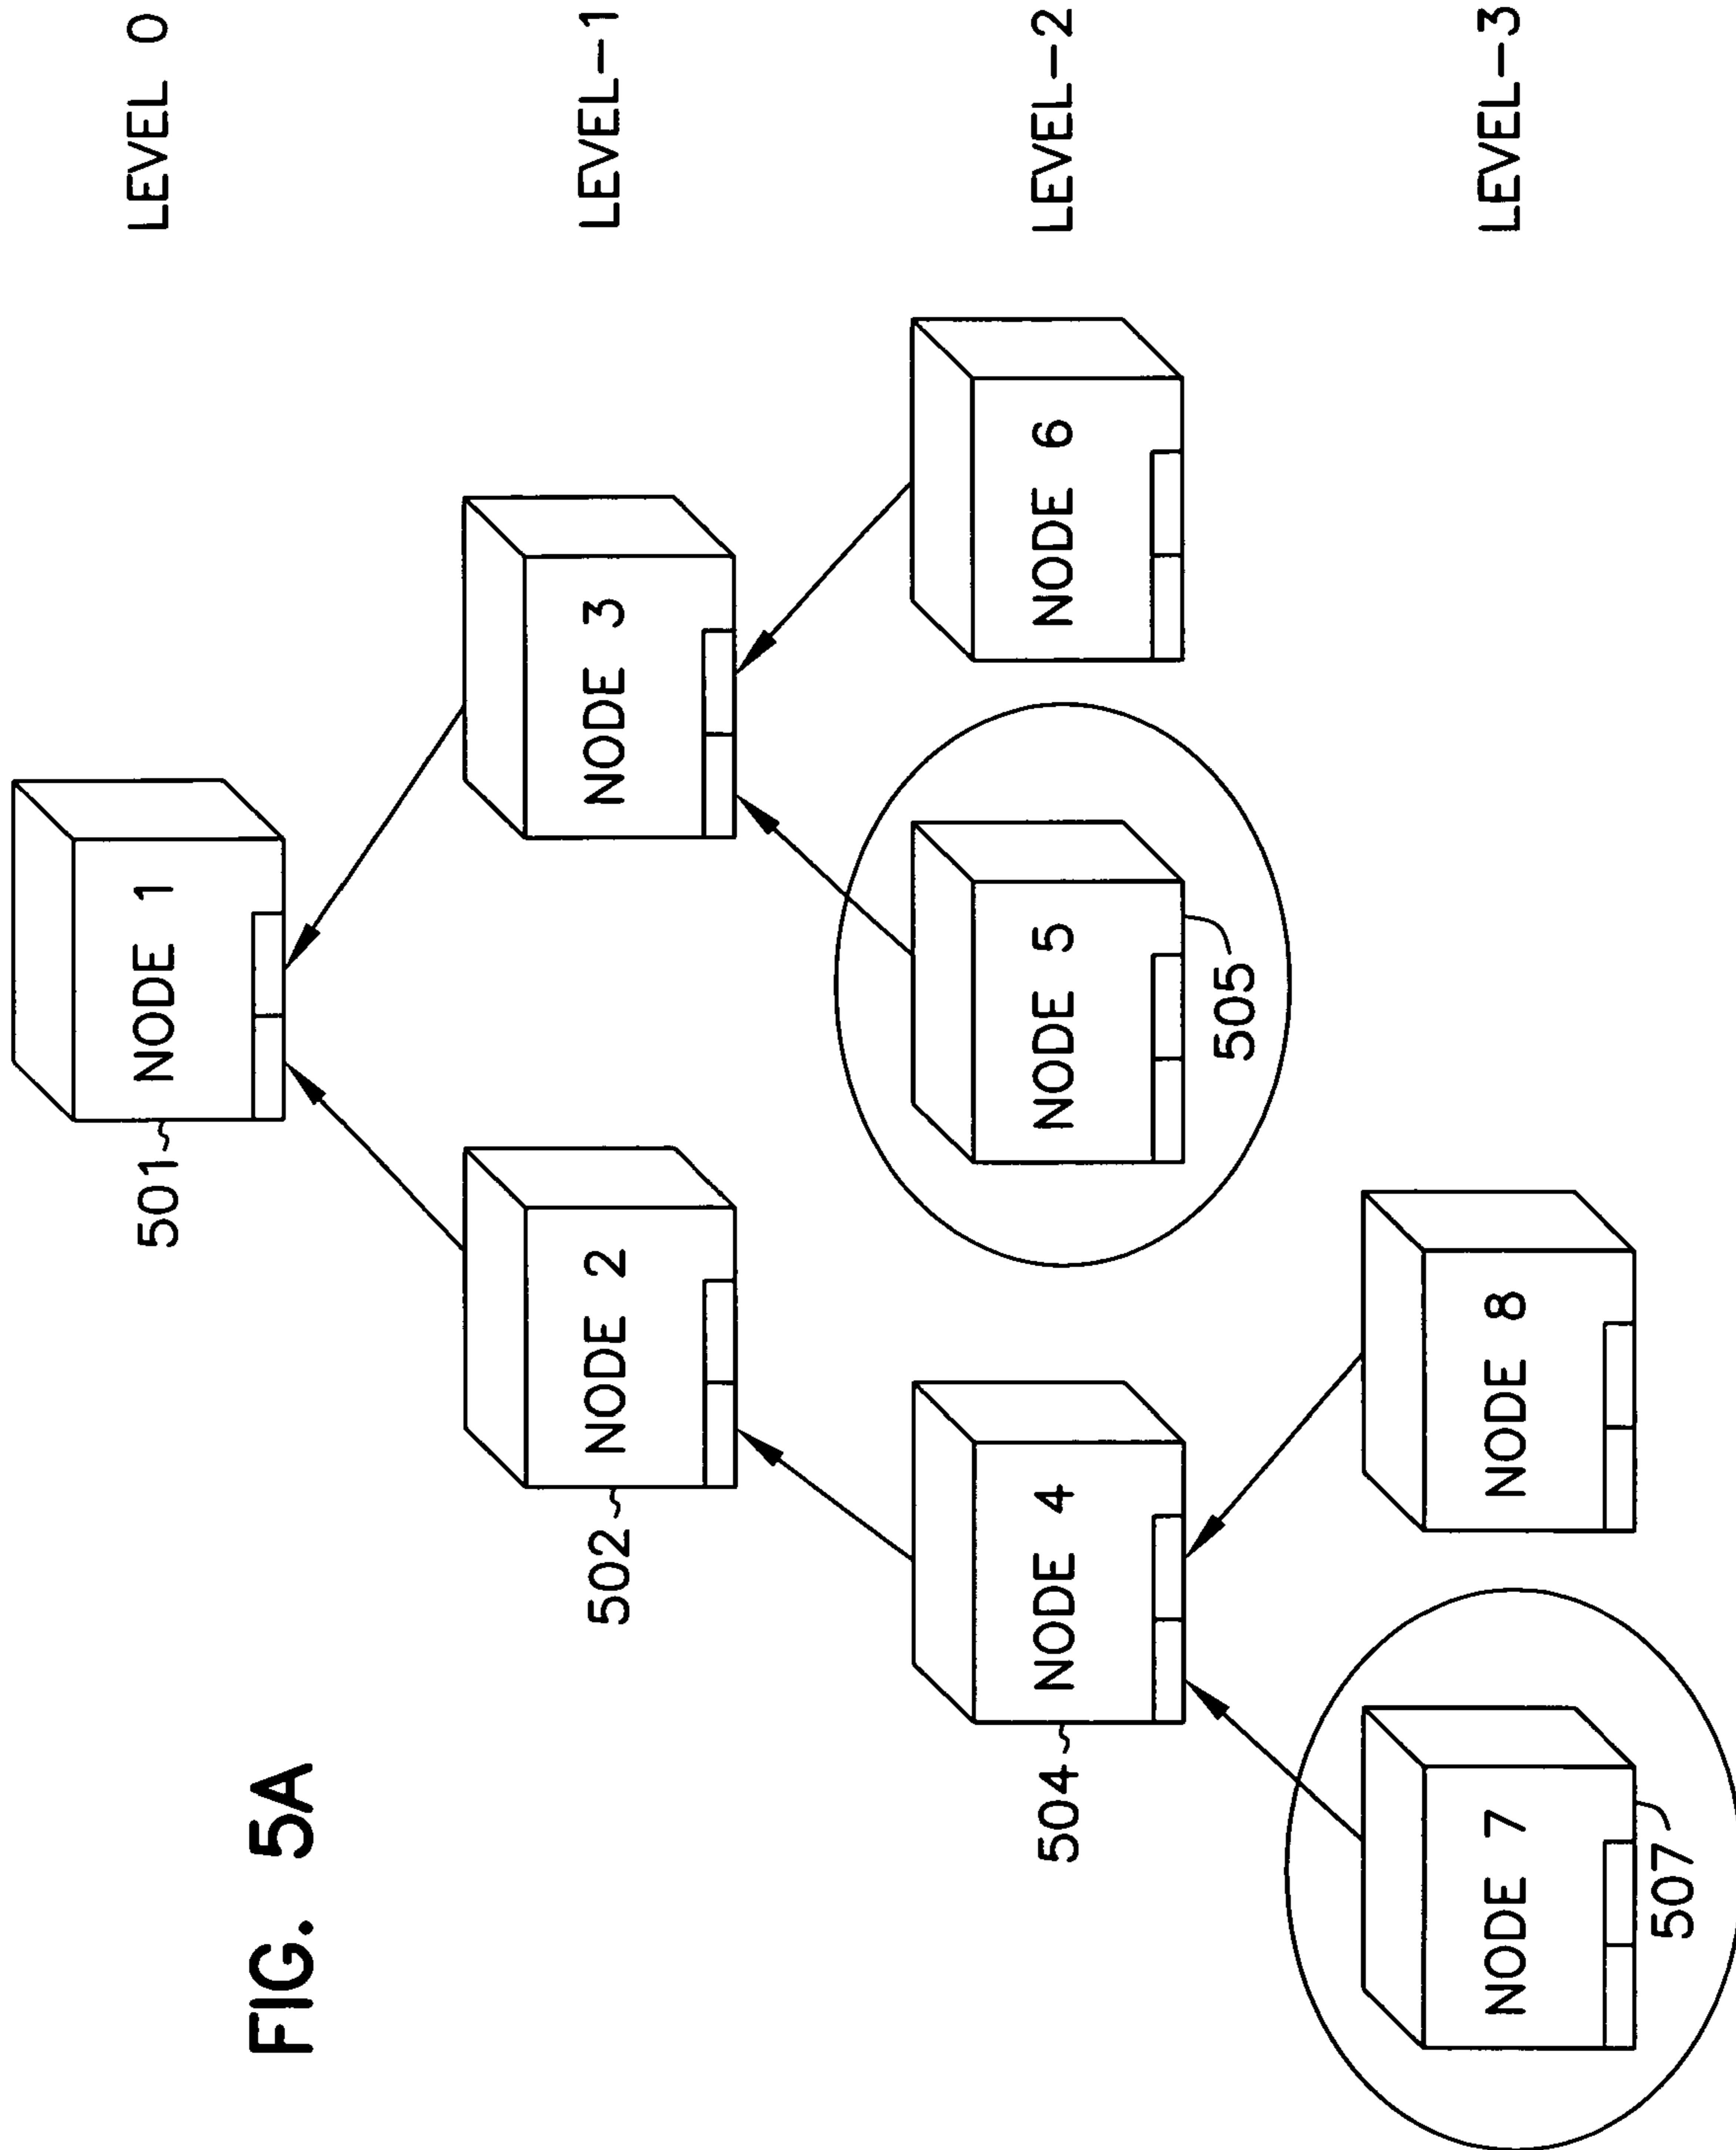 FIG. 5A
501
NODE 1
LEVEL 0
502
NODE 2
NODE 3
LEVEL-1
504
NODE 4
NODE 5
505
NODE 6
LEVEL-2
NODE 7
507
NODE 8
LEVEL-3